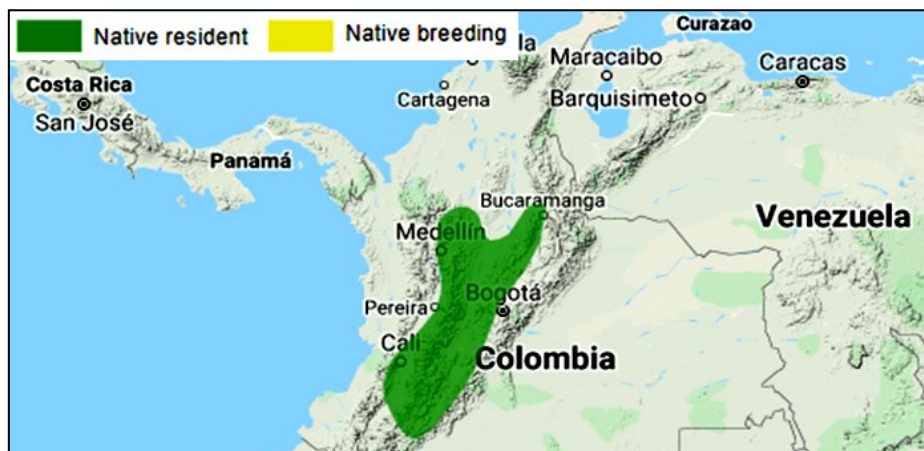 Native resident
Native breeding
Curazao
la
Maracaibo
Caracas
Costa Rica
Cartagena
Barquisimeto
San José
Panamá
Bucaramanga
Venezuela
Medellín
Pereira
Bogotá
Cali
Colombia